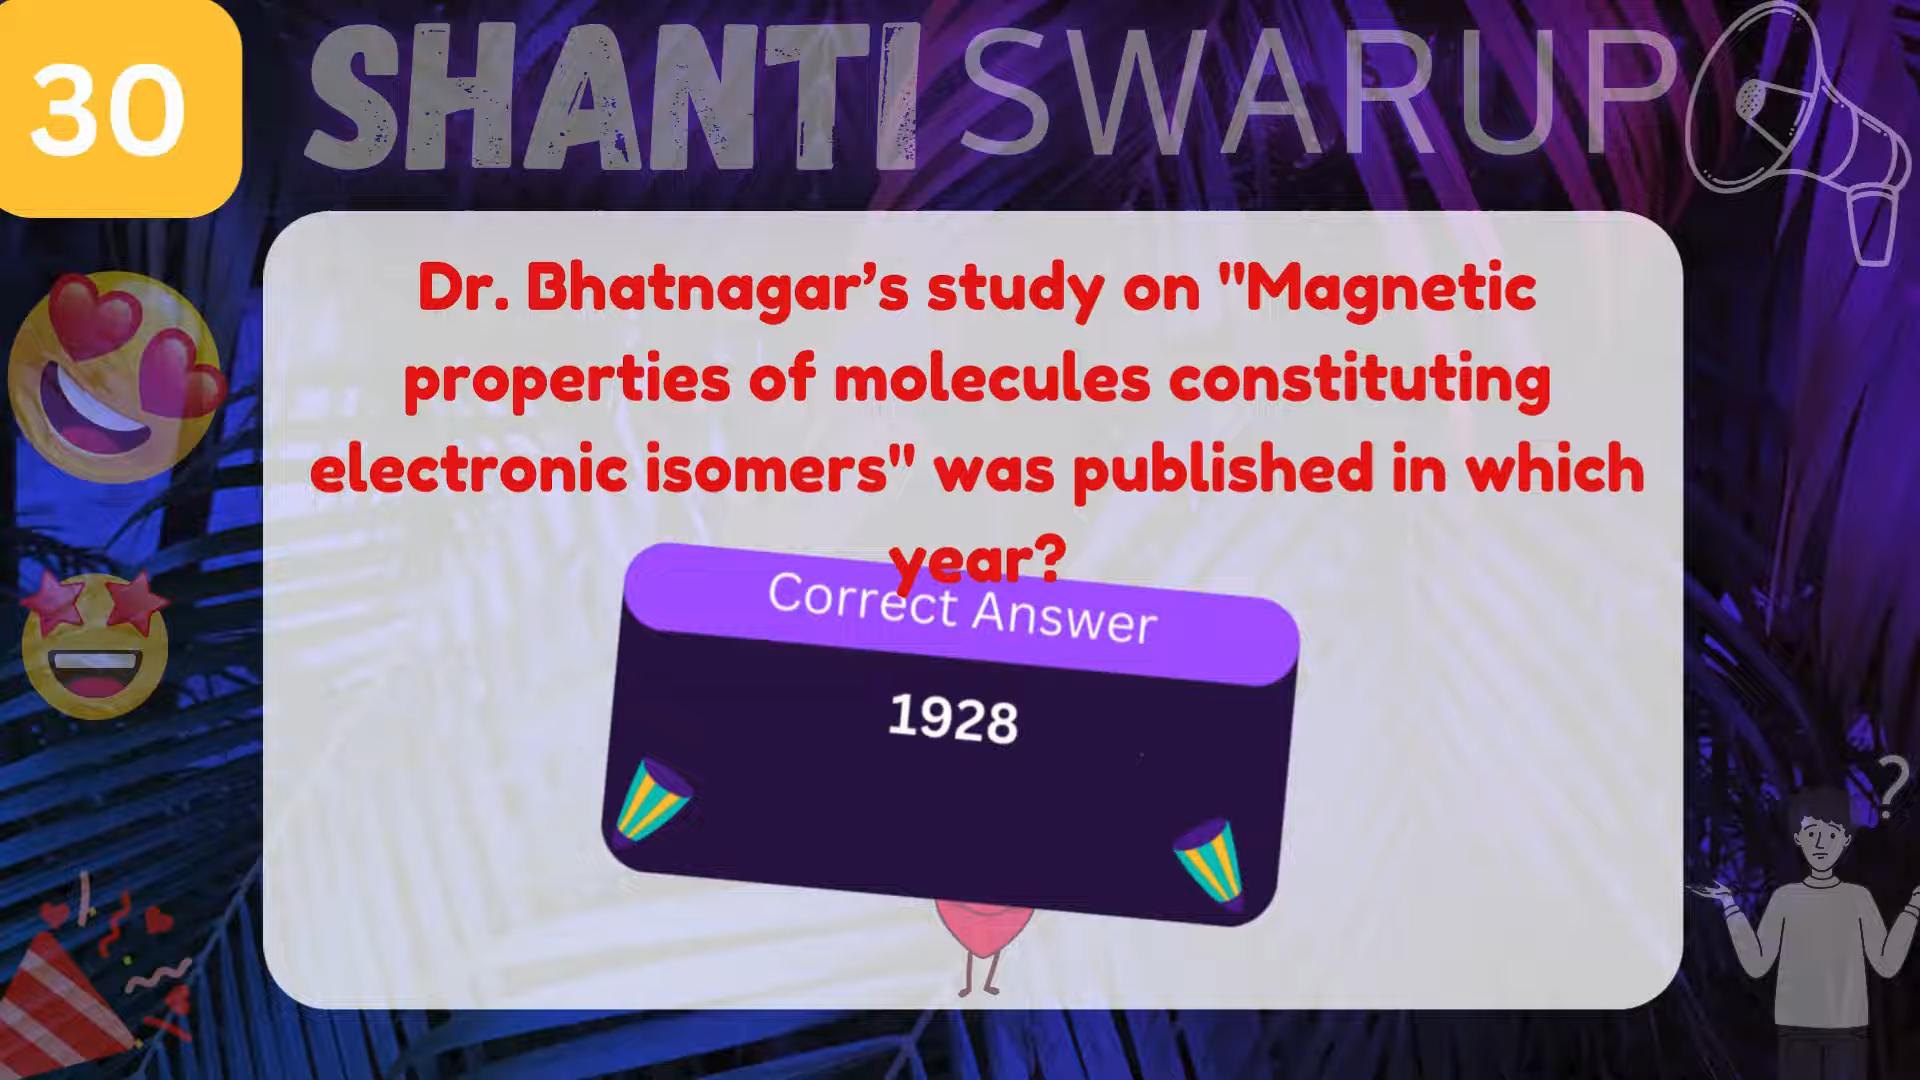 30
SHANTI SWARUP
Dr. Bhatnagar’s study on "Magnetic
properties of molecules constituting
electronic isomers" was published in which
year?
Correct Answer
1928
?